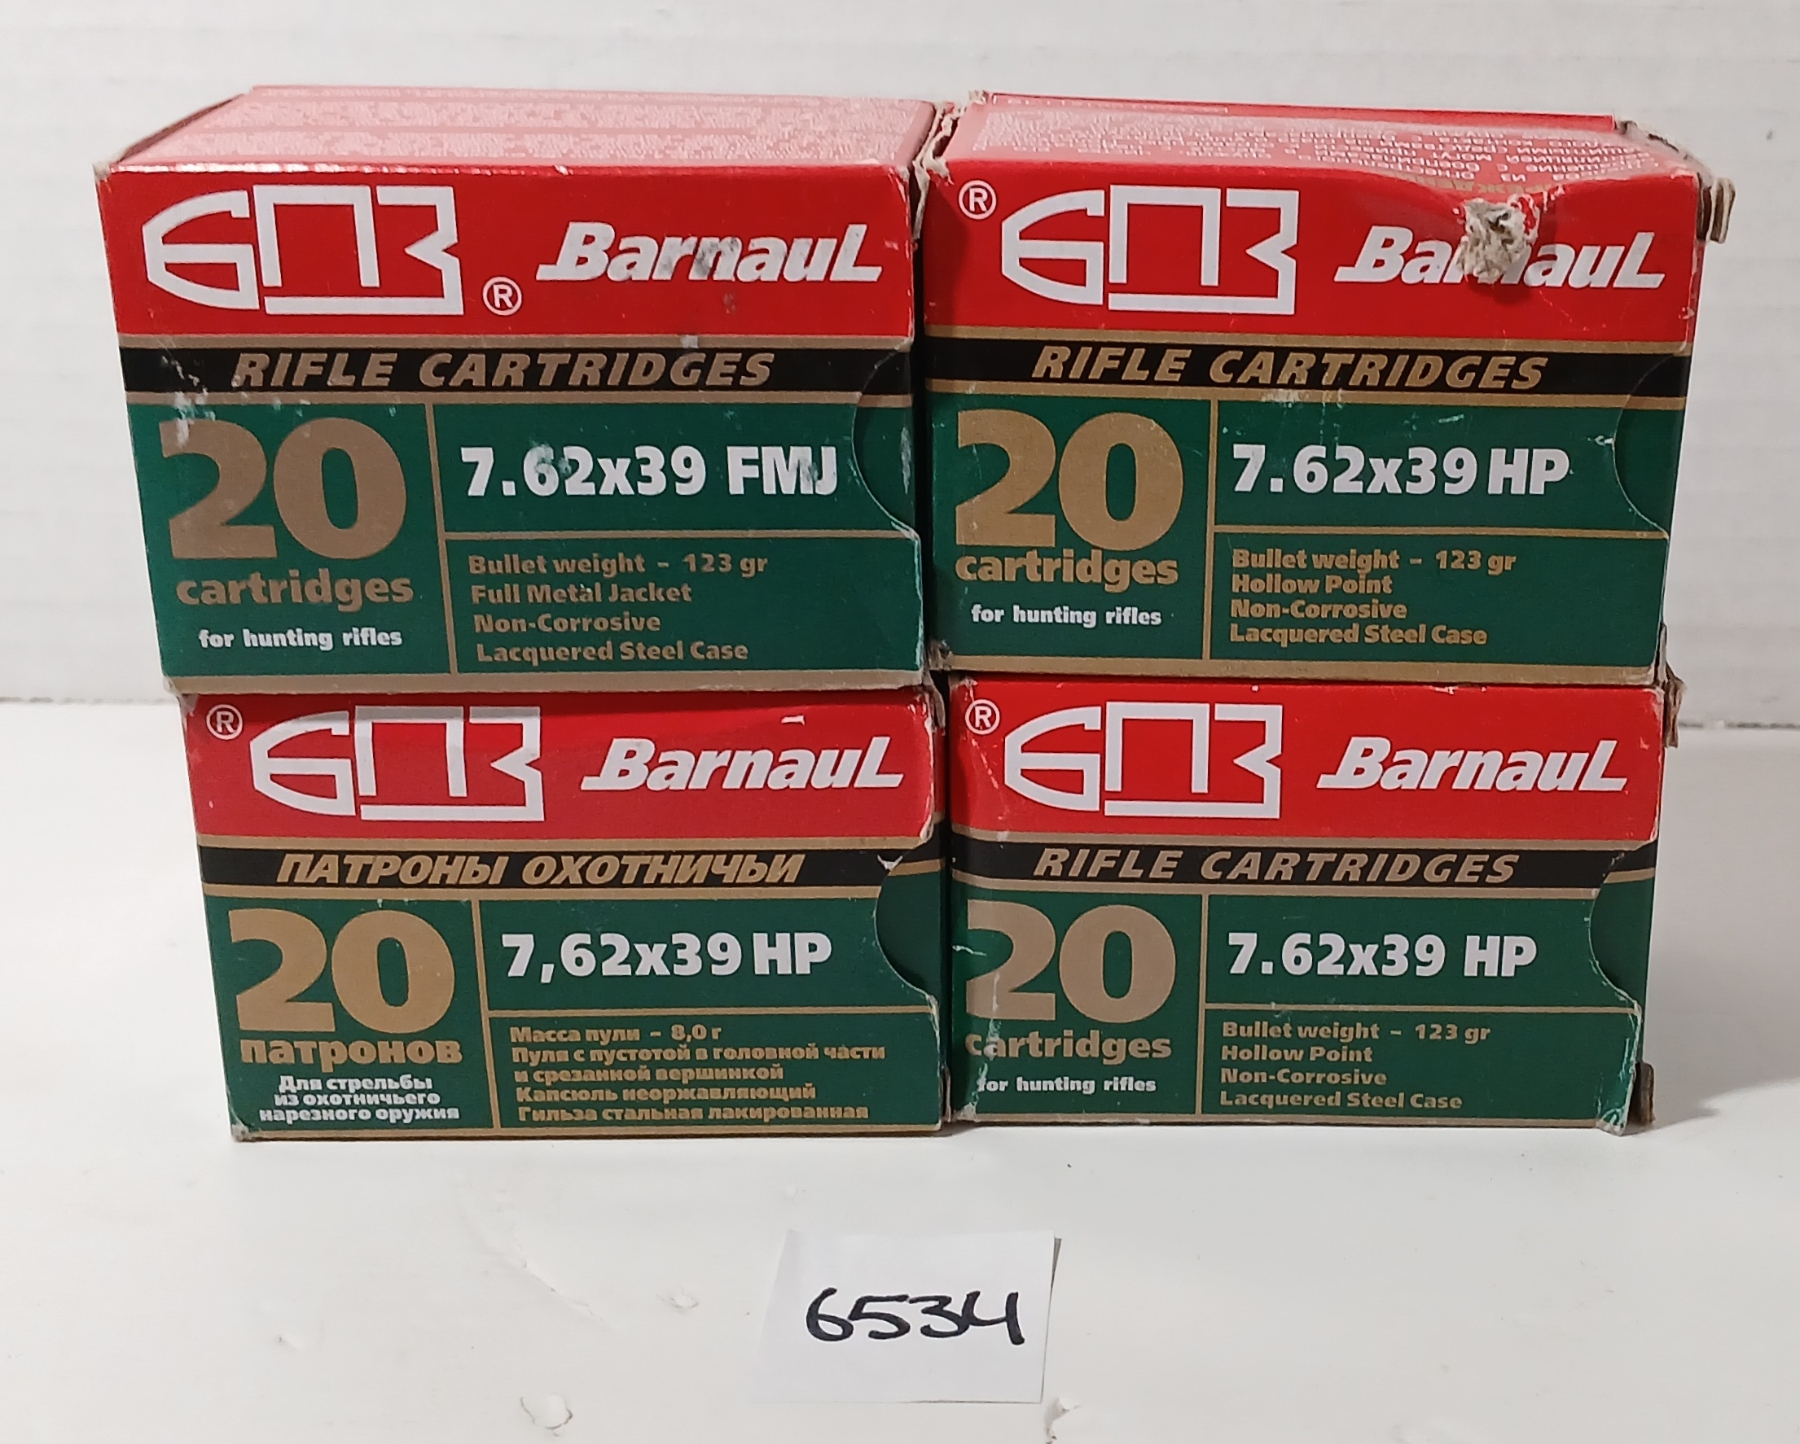 БПЗ ® Barnaul
RIFLE CARTRIDGES
20
cartridges
for hunting rifles
7.62x39 FMJ
Bullet weight - 123 gr
Full Metal Jacket
Non-Corrosive
Lacquered Steel Case
® БПЗ Barnaul
RIFLE CARTRIDGES
20
cartridges
for hunting rifles
7.62x39 HP
Bullet weight - 123 gr
Hollow Point
Non-Corrosive
Lacquered Steel Case
® БПЗ Barnaul
ПАТРОНЫ ОХОТНИЧЬИ
20
патронов
Для стрельбы
из охотничьего
нарезного оружия
7,62x39 HP
Масса пули - 8,0 г
Пуля с пустотой в головной части
и срезанной вершинкой
Капсюль неоржавляющий
Гильза стальная лакированная
® БПЗ Barnaul
RIFLE CARTRIDGES
20
cartridges
for hunting rifles
7.62x39 HP
Bullet weight - 123 gr
Hollow Point
Non-Corrosive
Lacquered Steel Case
6534